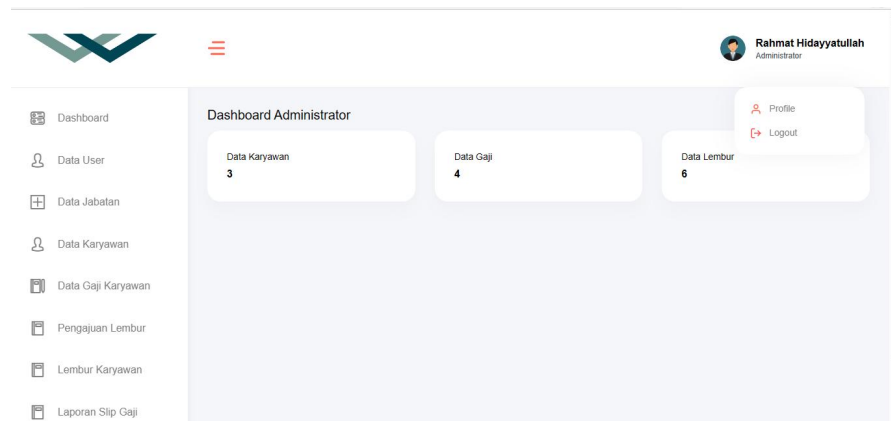 Rahmat Hidayyatullah
Administrator
Profile
Logout
Dashboard
Data User
Data Jabatan
Data Karyawan
Data Gaji Karyawan
Pengajuan Lembur
Lembur Karyawan
Laporan Slip Gaji
Dashboard Administrator
Data Karyawan
3
Data Gaji
4
Data Lembur
6